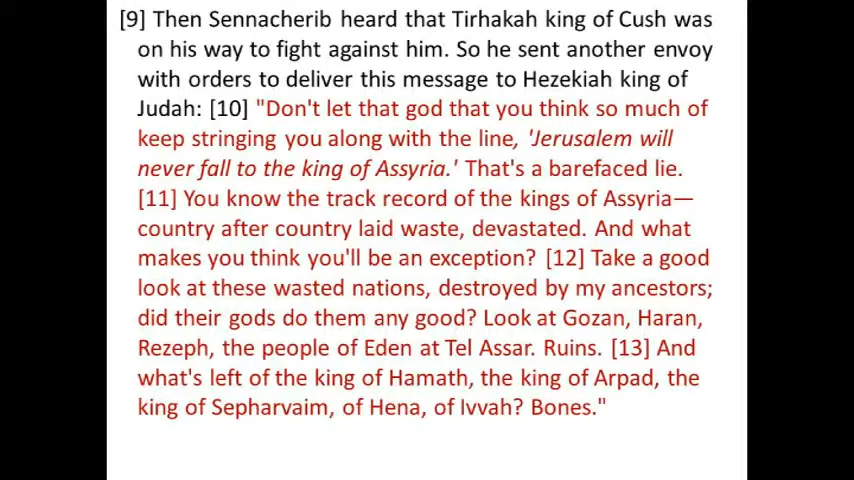 [9] Then Sennacherib heard that Tirhakah king of Cush was
on his way to fight against him. So he sent another envoy
with orders to deliver this message to Hezekiah king of
Judah: [10] "Don't let that god that you think so much of
keep stringing you along with the line, 'Jerusalem will
never fall to the king of Assyria.' That's a barefaced lie.
[11] You know the track record of the kings of Assyria—
country after country laid waste, devastated. And what
makes you think you'll be an exception? [12] Take a good
look at these wasted nations, destroyed by my ancestors;
did their gods do them any good? Look at Gozan, Haran,
Rezeph, the people of Eden at Tel Assar. Ruins. [13] And
what's left of the king of Hamath, the king of Arpad, the
king of Sepharvaim, of Hena, of Ivvah? Bones."